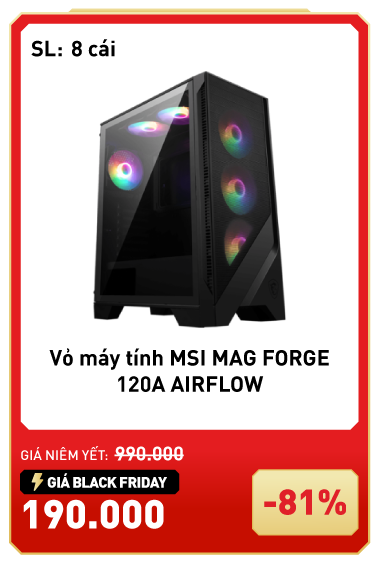 SL: 8 cái
Vỏ máy tính MSI MAG FORGE
120A AIRFLOW
GIÁ NIÊM YẾT: 990.000
GIÁ BLACK FRIDAY
190.000
-81%